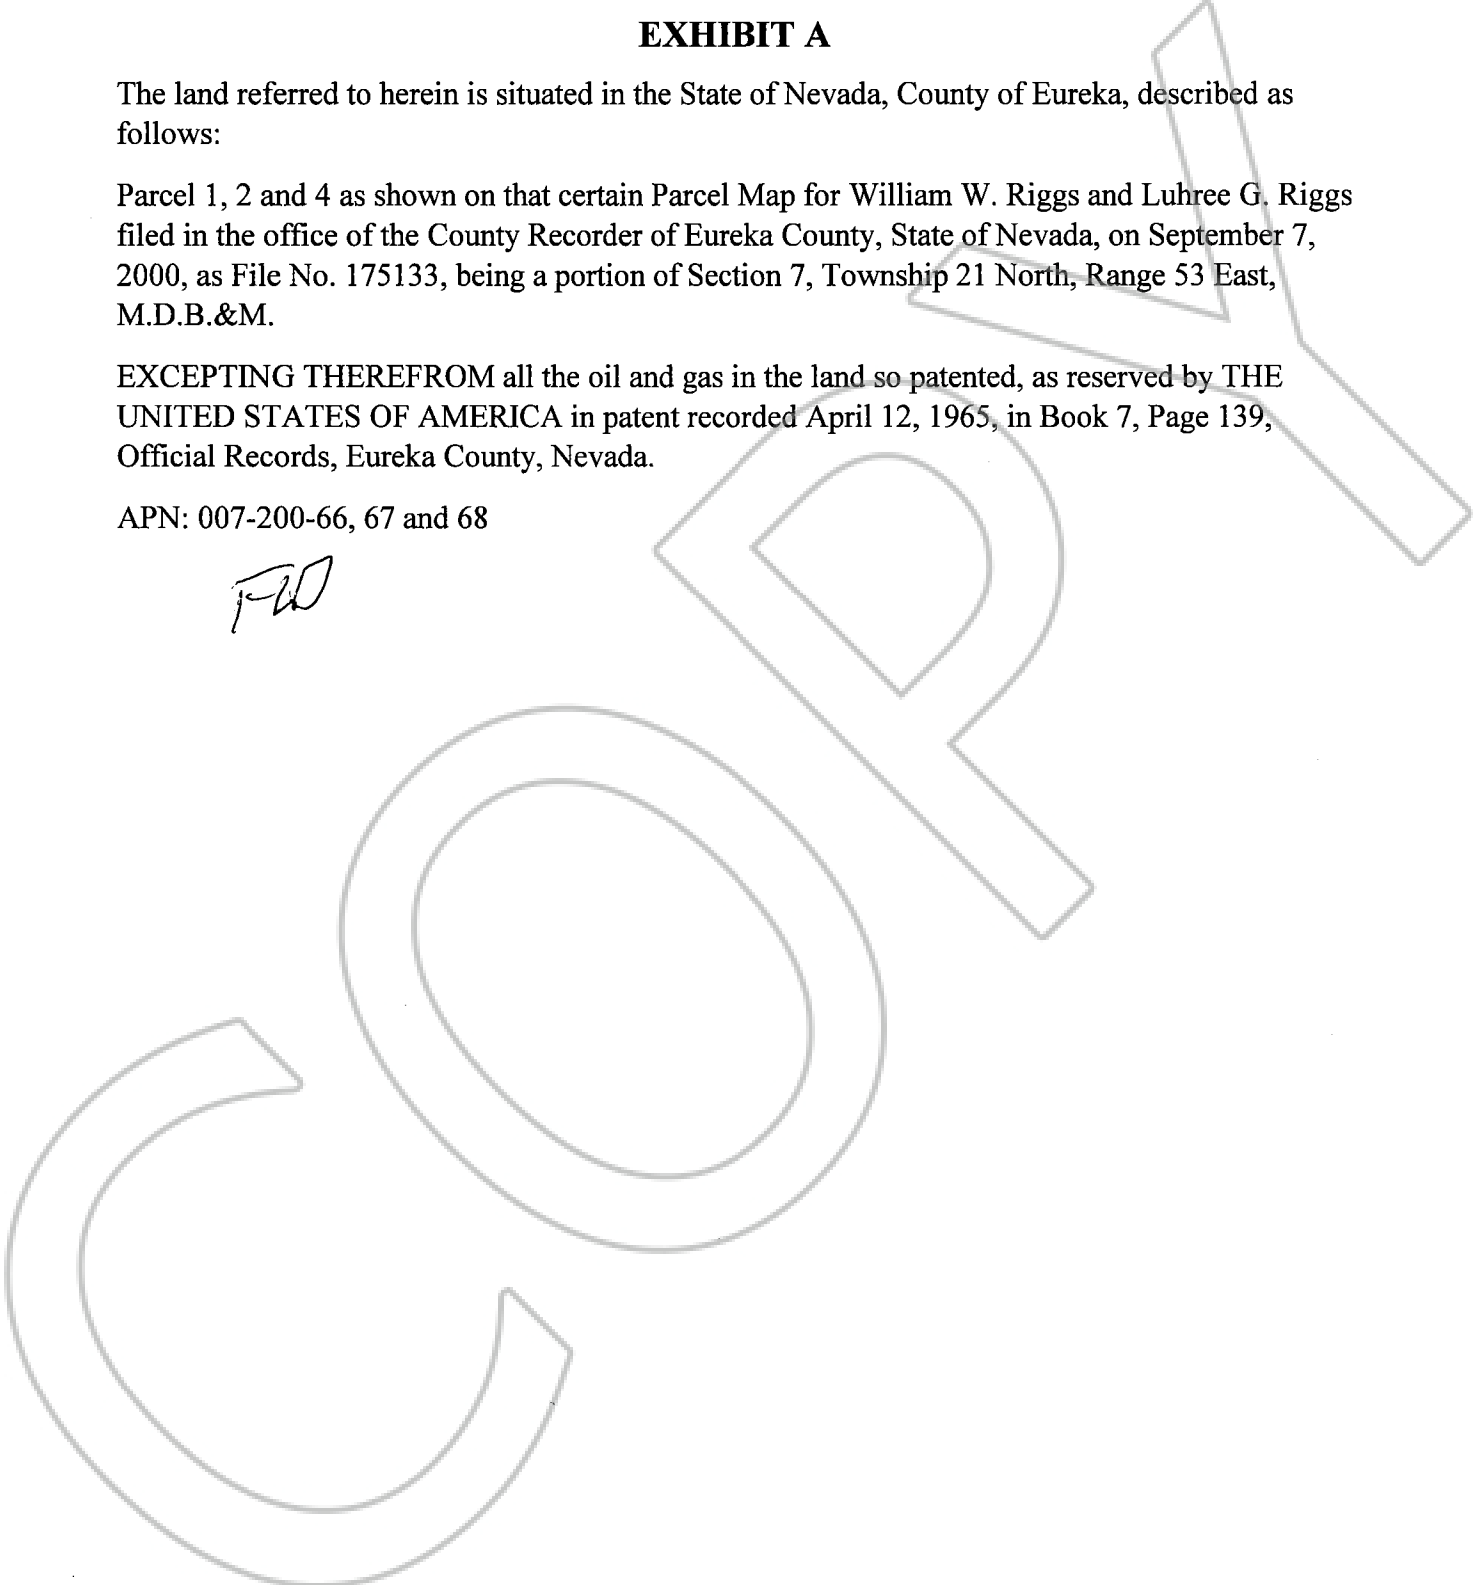 EXHIBIT A
The land referred to herein is situated in the State of Nevada, County of Eureka, described as
follows:
Parcel 1, 2 and 4 as shown on that certain Parcel Map for William W. Riggs and Luhree G. Riggs
filed in the office of the County Recorder of Eureka County, State of Nevada, on September 7,
2000, as File No. 175133, being a portion of Section 7, Township 21 North, Range 53 East,
M.D.B.&M.
EXCEPTING THEREFROM all the oil and gas in the land so patented, as reserved by THE
UNITED STATES OF AMERICA in patent recorded April 12, 1965, in Book 7, Page 139,
Official Records, Eureka County, Nevada.
APN: 007-200-66, 67 and 68
COPY